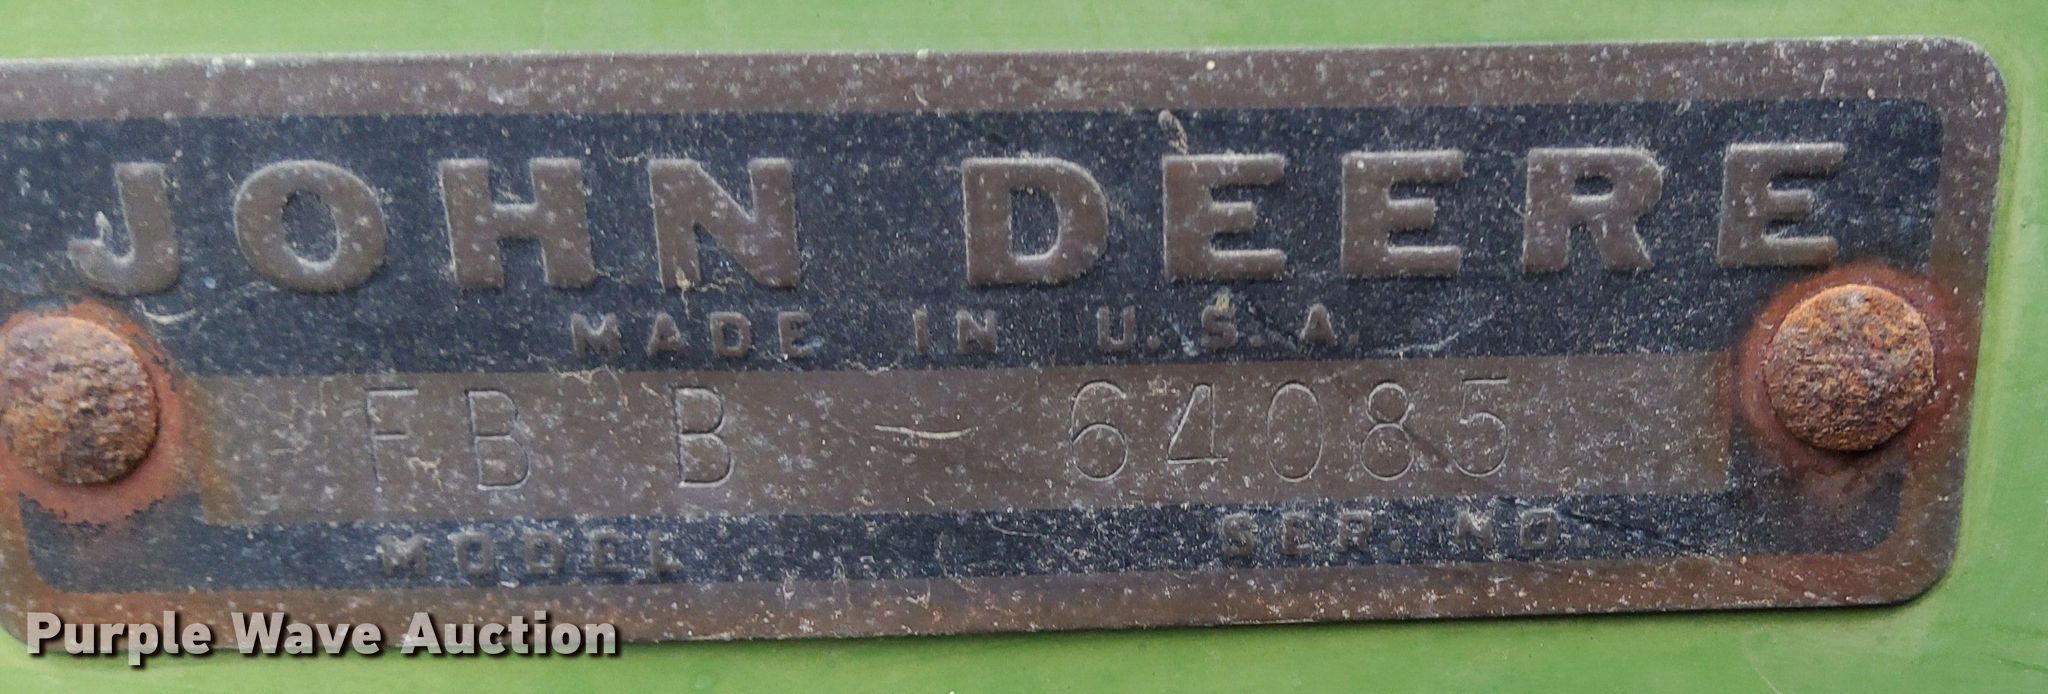 JOHN DEERE
MADE IN U.S.A.
FB B 64085
MODEL SER. NO.
Purple Wave Auction